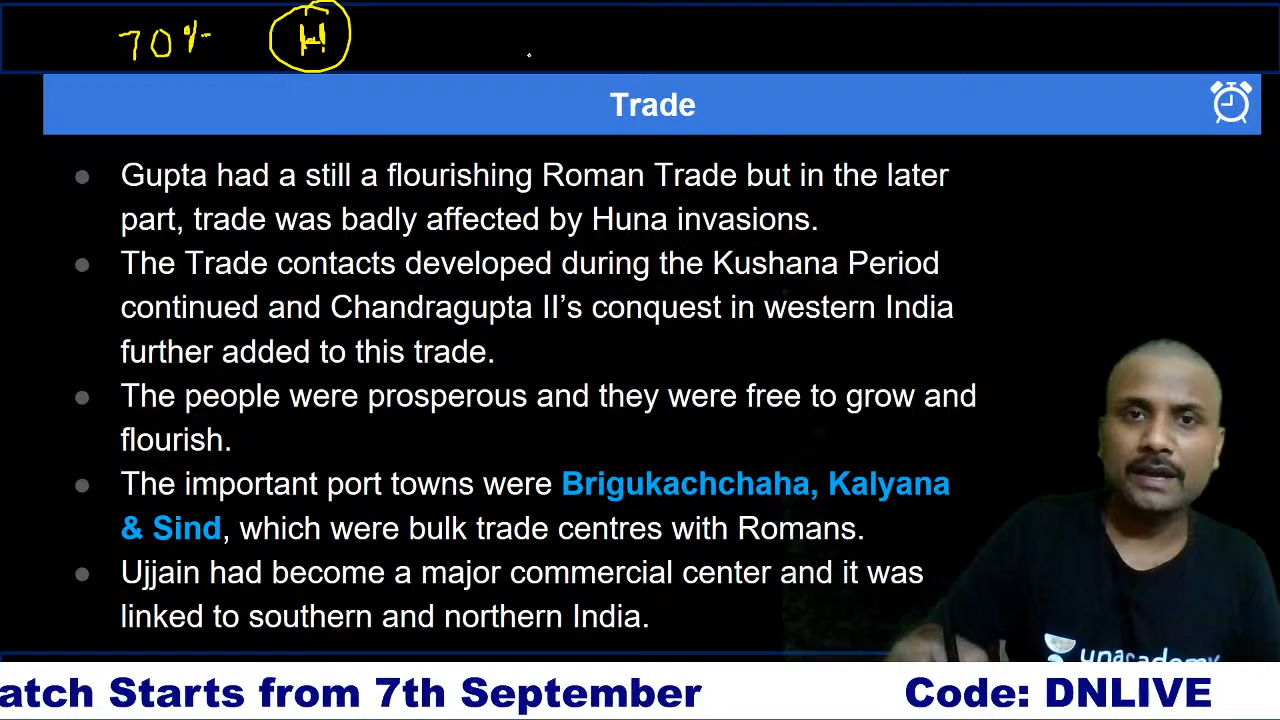 70%
H
Trade
Gupta had a still a flourishing Roman Trade but in the later
part, trade was badly affected by Huna invasions.
The Trade contacts developed during the Kushana Period
continued and Chandragupta II’s conquest in western India
further added to this trade.
The people were prosperous and they were free to grow and
flourish.
The important port towns were Brigukachchaha, Kalyana
& Sind, which were bulk trade centres with Romans.
Ujjain had become a major commercial center and it was
linked to southern and northern India.
unacademy
atch Starts from 7th September
Code: DNLIVE